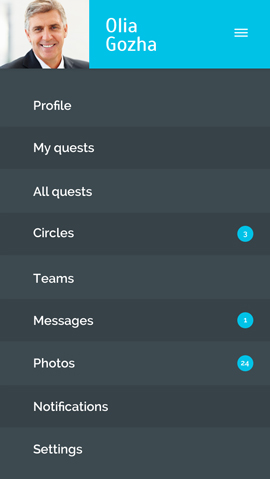 Olia
Gozha
Profile
My quests
All quests
Circles 3
Teams
Messages 1
Photos 24
Notifications
Settings